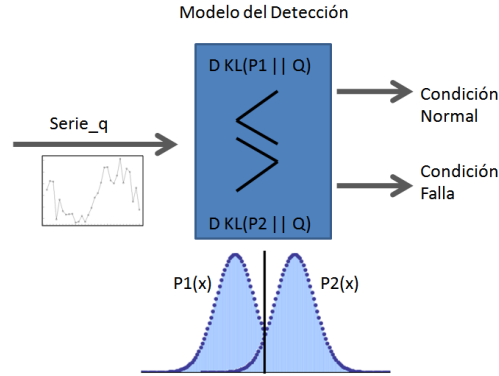 Modelo del Detección
D KL(P1 || Q)
Serie_q
Condición
Normal
Condición
Falla
D KL(P2 || Q)
P1(x)
P2(x)